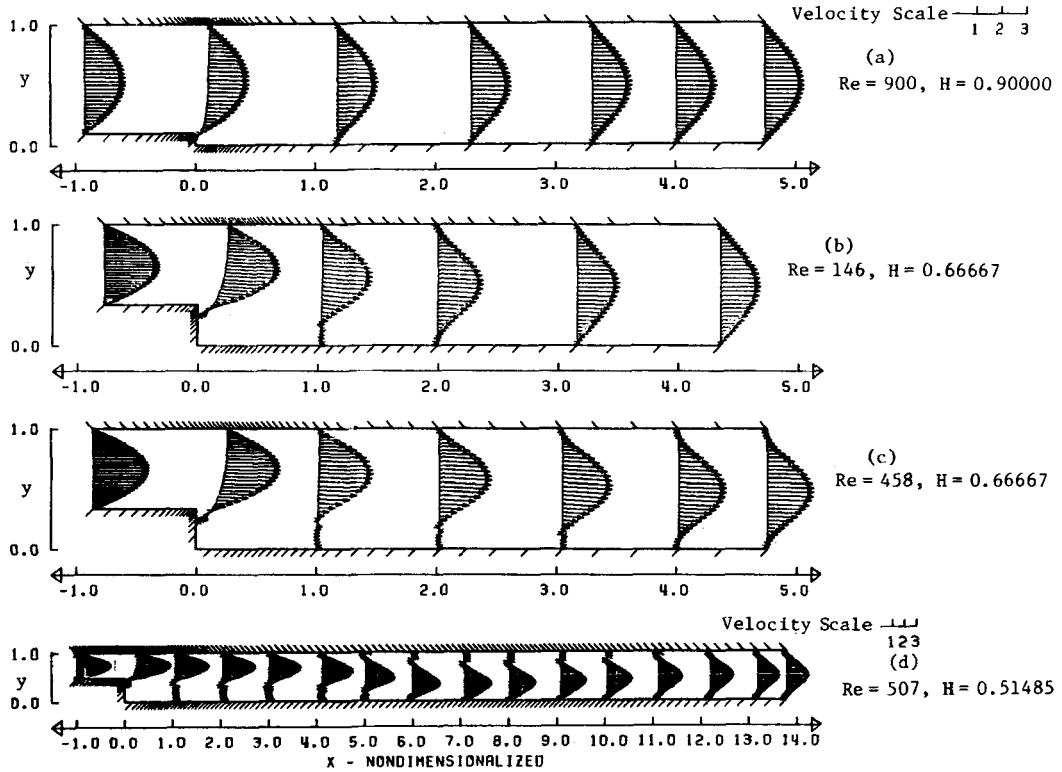 Velocity Scale
1 2 3
1.0
y
0.0
(a)
Re = 900, H = 0.90000
-1.0 0.0 1.0 2.0 3.0 4.0 5.0
1.0
y
0.0
(b)
Re = 146, H = 0.66667
-1.0 0.0 1.0 2.0 3.0 4.0 5.0
1.0
y
0.0
(c)
Re = 458, H = 0.66667
-1.0 0.0 1.0 2.0 3.0 4.0 5.0
Velocity Scale
123
1.0
y
0.0
(d)
Re = 507, H = 0.51485
-1.0 0.0 1.0 2.0 3.0 4.0 5.0 6.0 7.0 8.0 9.0 10.0 11.0 12.0 13.0 14.0
X - NONDIMENSIONALIZED